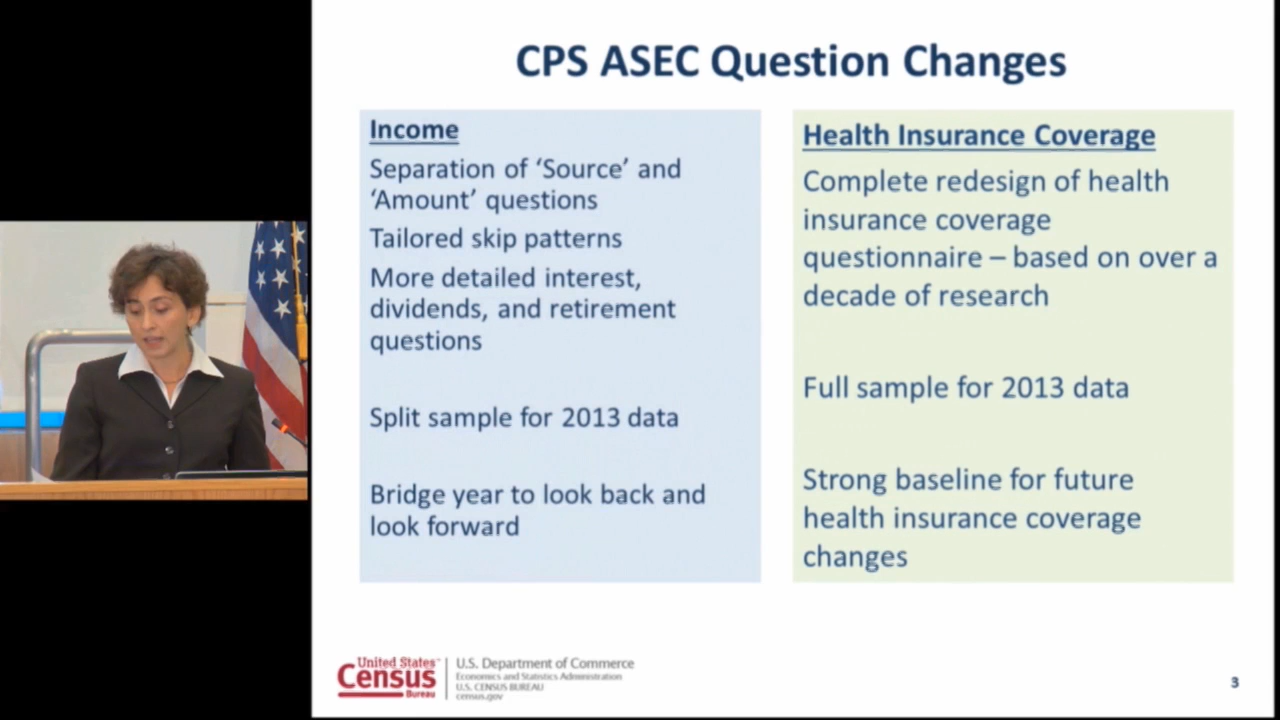 CPS ASEC Question Changes
Income
Separation of ‘Source’ and
‘Amount’ questions
Tailored skip patterns
More detailed interest,
dividends, and retirement
questions
Split sample for 2013 data
Bridge year to look back and
look forward
Health Insurance Coverage
Complete redesign of health
insurance coverage
questionnaire – based on over a
decade of research
Full sample for 2013 data
Strong baseline for future
health insurance coverage
changes
United States™
Census
Bureau
U.S. Department of Commerce
Economics and Statistics Administration
U.S. CENSUS BUREAU
census.gov
3